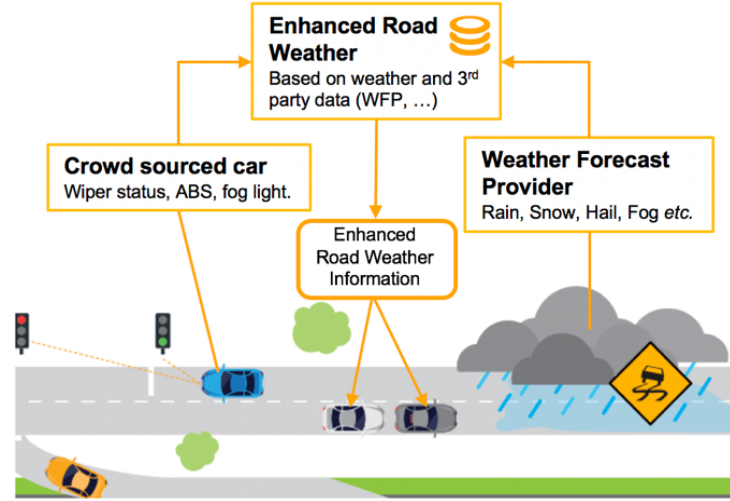 Enhanced Road
Weather
Based on weather and 3rd
party data (WFP, …)
Crowd sourced car
Wiper status, ABS, fog light.
Weather Forecast
Provider
Rain, Snow, Hail, Fog etc.
Enhanced
Road Weather
Information